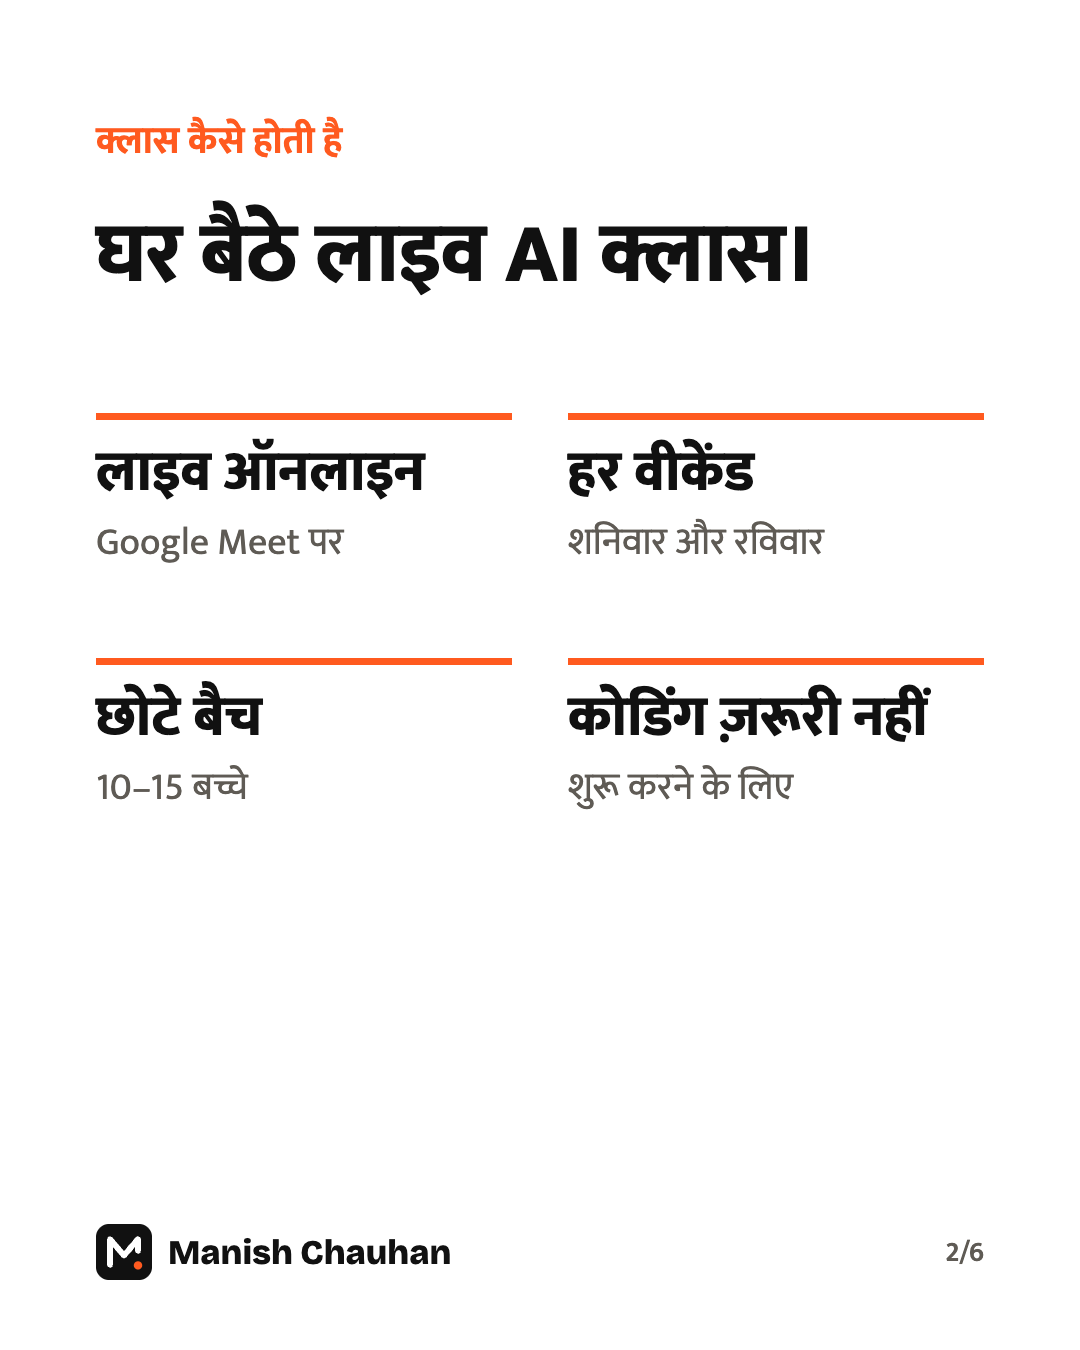 क्लास कैसे होती है
घर बैठे लाइव AI क्लास।
लाइव ऑनलाइन
Google Meet पर
हर वीकेंड
शनिवार और रविवार
छोटे बैच
10–15 बच्चे
कोडिंग ज़रूरी नहीं
शुरू करने के लिए
Manish Chauhan
2/6